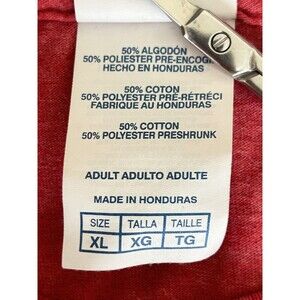 50% ALGODÓN
50% POLIESTER PRE-ENCOGI
HECHO EN HONDURAS
50% COTON
50% POLYESTER PRÉ-RÉTRÉCI
FABRIQUE AU HONDURAS
50% COTTON
50% POLYESTER PRESHRUNK
ADULT ADULTO ADULTE
MADE IN HONDURAS
SIZE TALLA TAILLE
XL XG TG